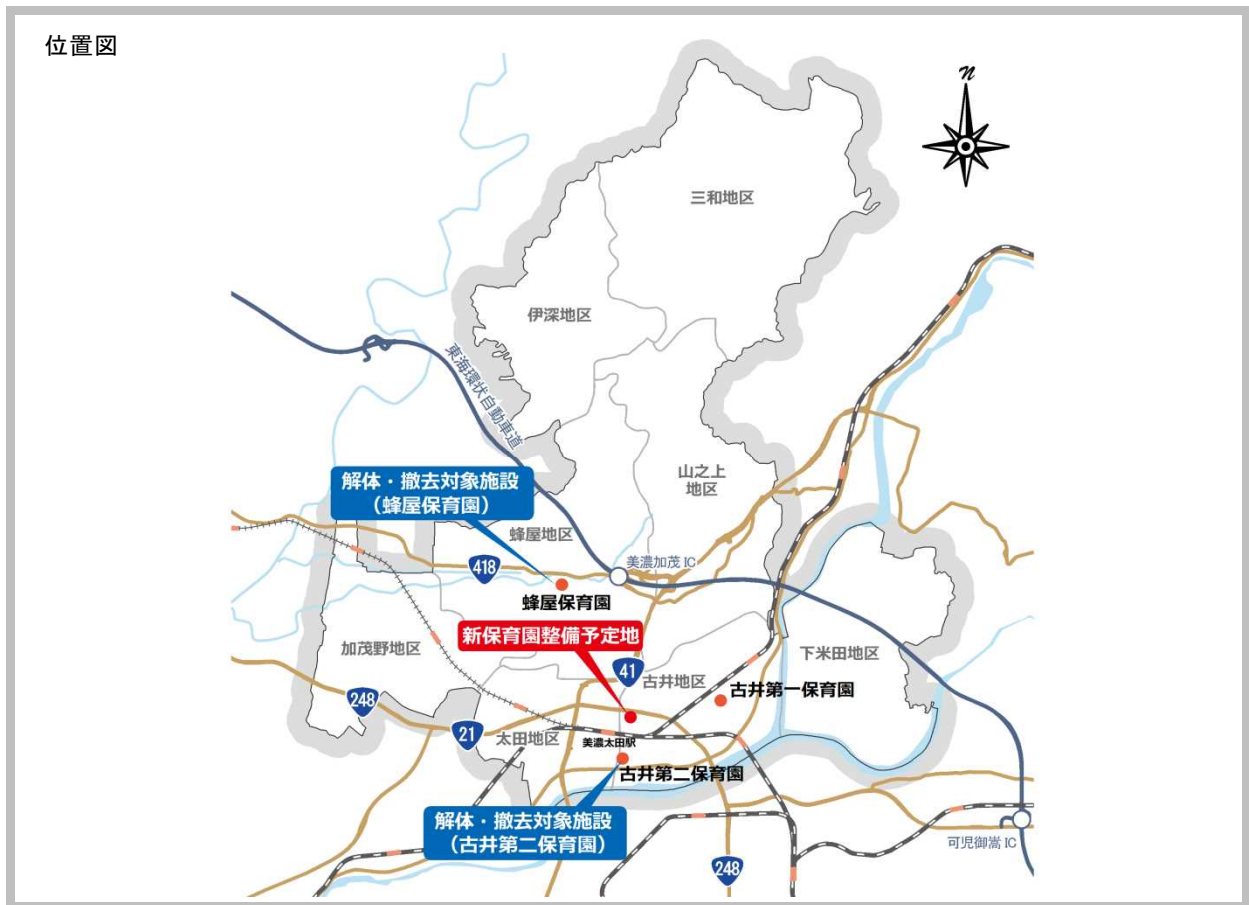 位置図
N
三和地区
伊深地区
東海環状自動車道
山之上
地区
解体・撤去対象施設
（蜂屋保育園）
蜂屋地区
418
美濃加茂IC
蜂屋保育園
新保育園整備予定地
加茂野地区
41
古井地区
下米田地区
古井第一保育園
248
21
太田地区
美濃太田駅
古井第二保育園
解体・撤去対象施設
（古井第二保育園）
可児御嵩IC
248